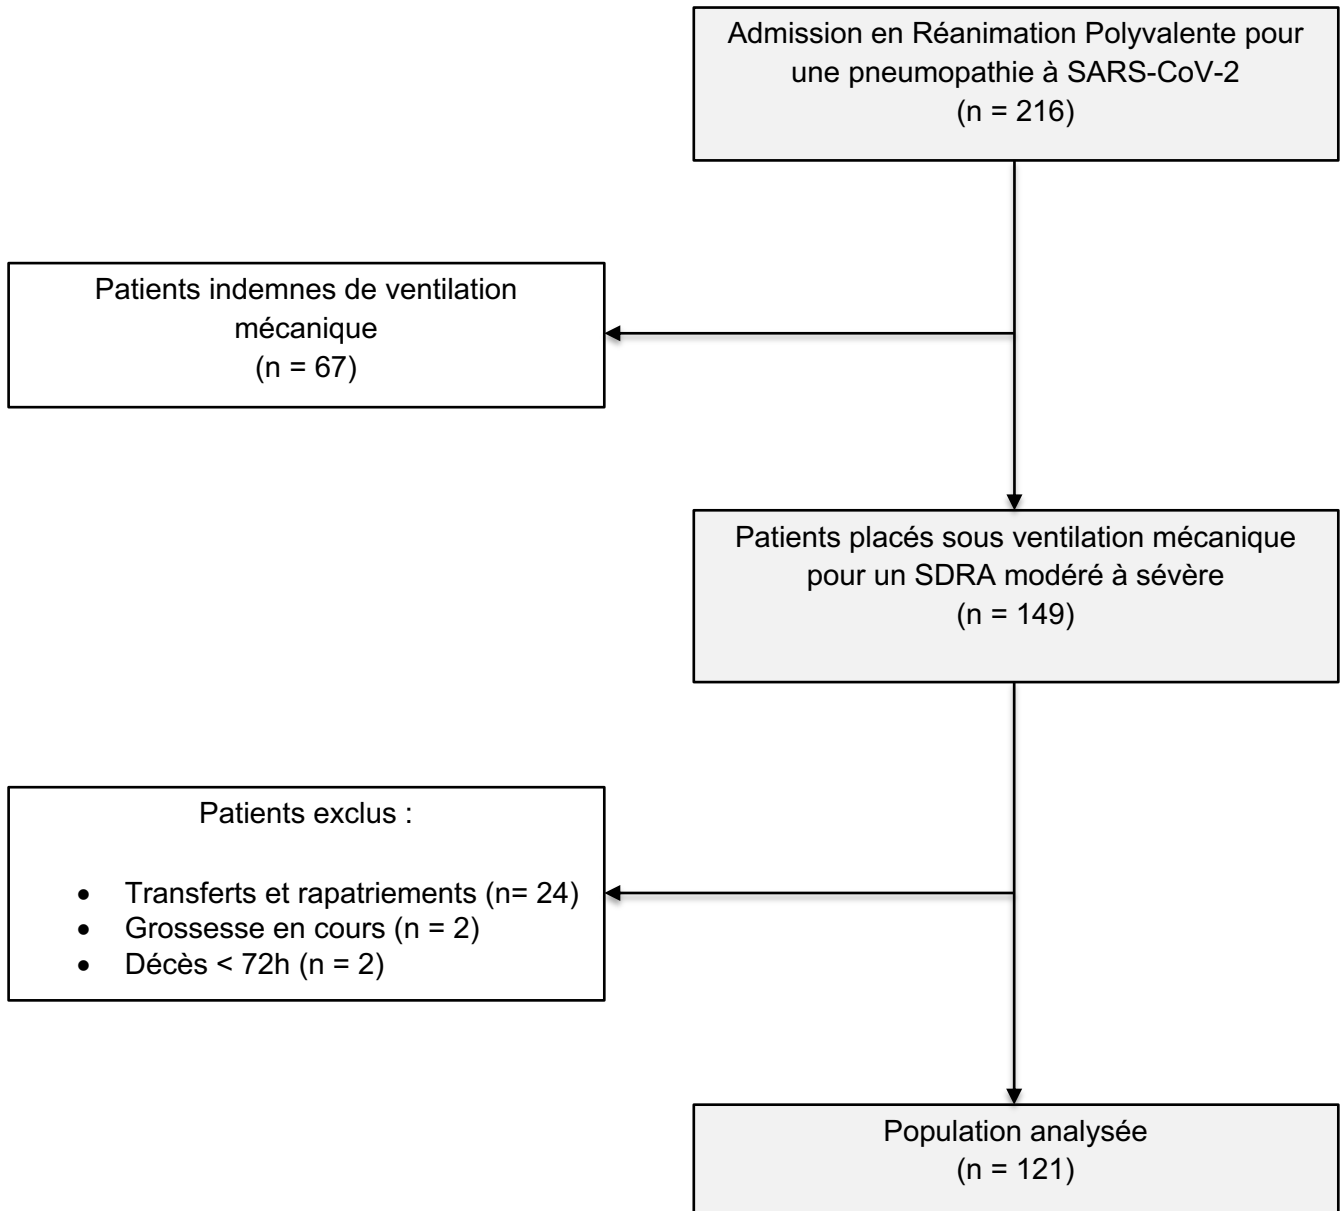 Admission en Réanimation Polyvalente pour
une pneumopathie à SARS-CoV-2
(n = 216)
Patients indemnes de ventilation
mécanique
(n = 67)
Patients placés sous ventilation mécanique
pour un SDRA modéré à sévère
(n = 149)
Patients exclus :
• Transferts et rapatriements (n= 24)
• Grossesse en cours (n = 2)
• Décès < 72h (n = 2)
Population analysée
(n = 121)